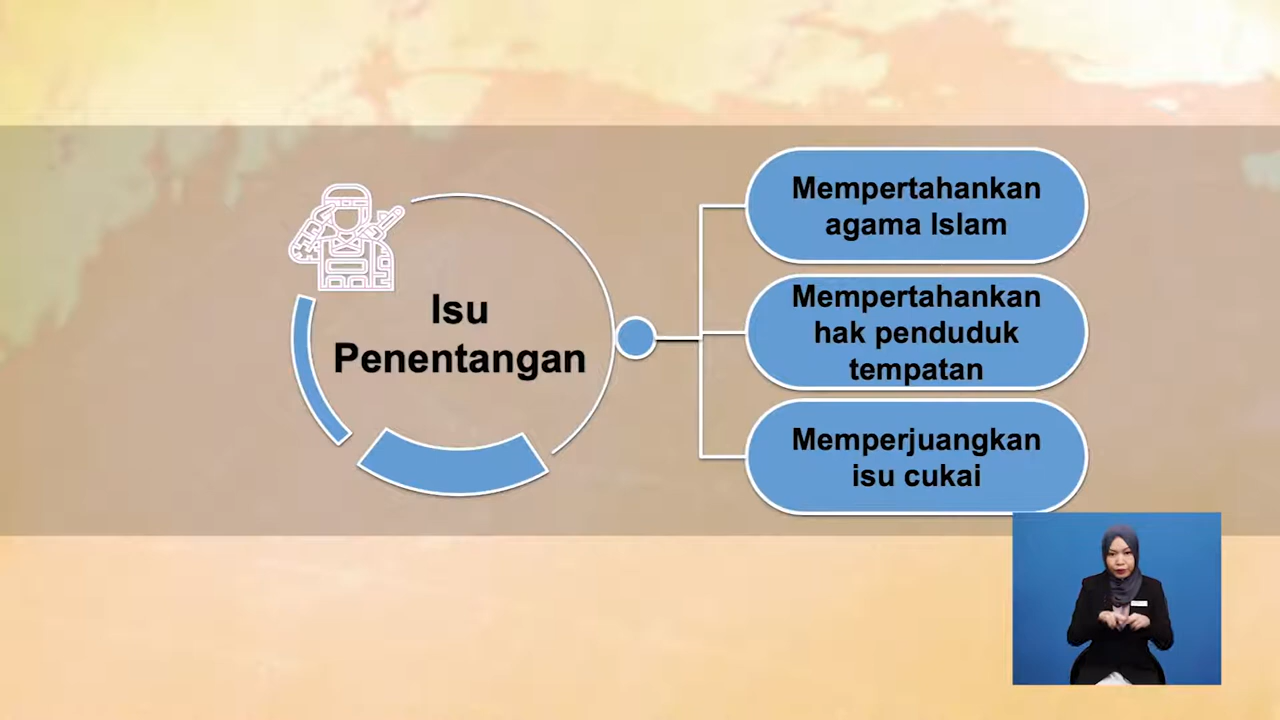 Isu
Penentangan
Mempertahankan
agama Islam
Mempertahankan
hak penduduk
tempatan
Memperjuangkan
isu cukai